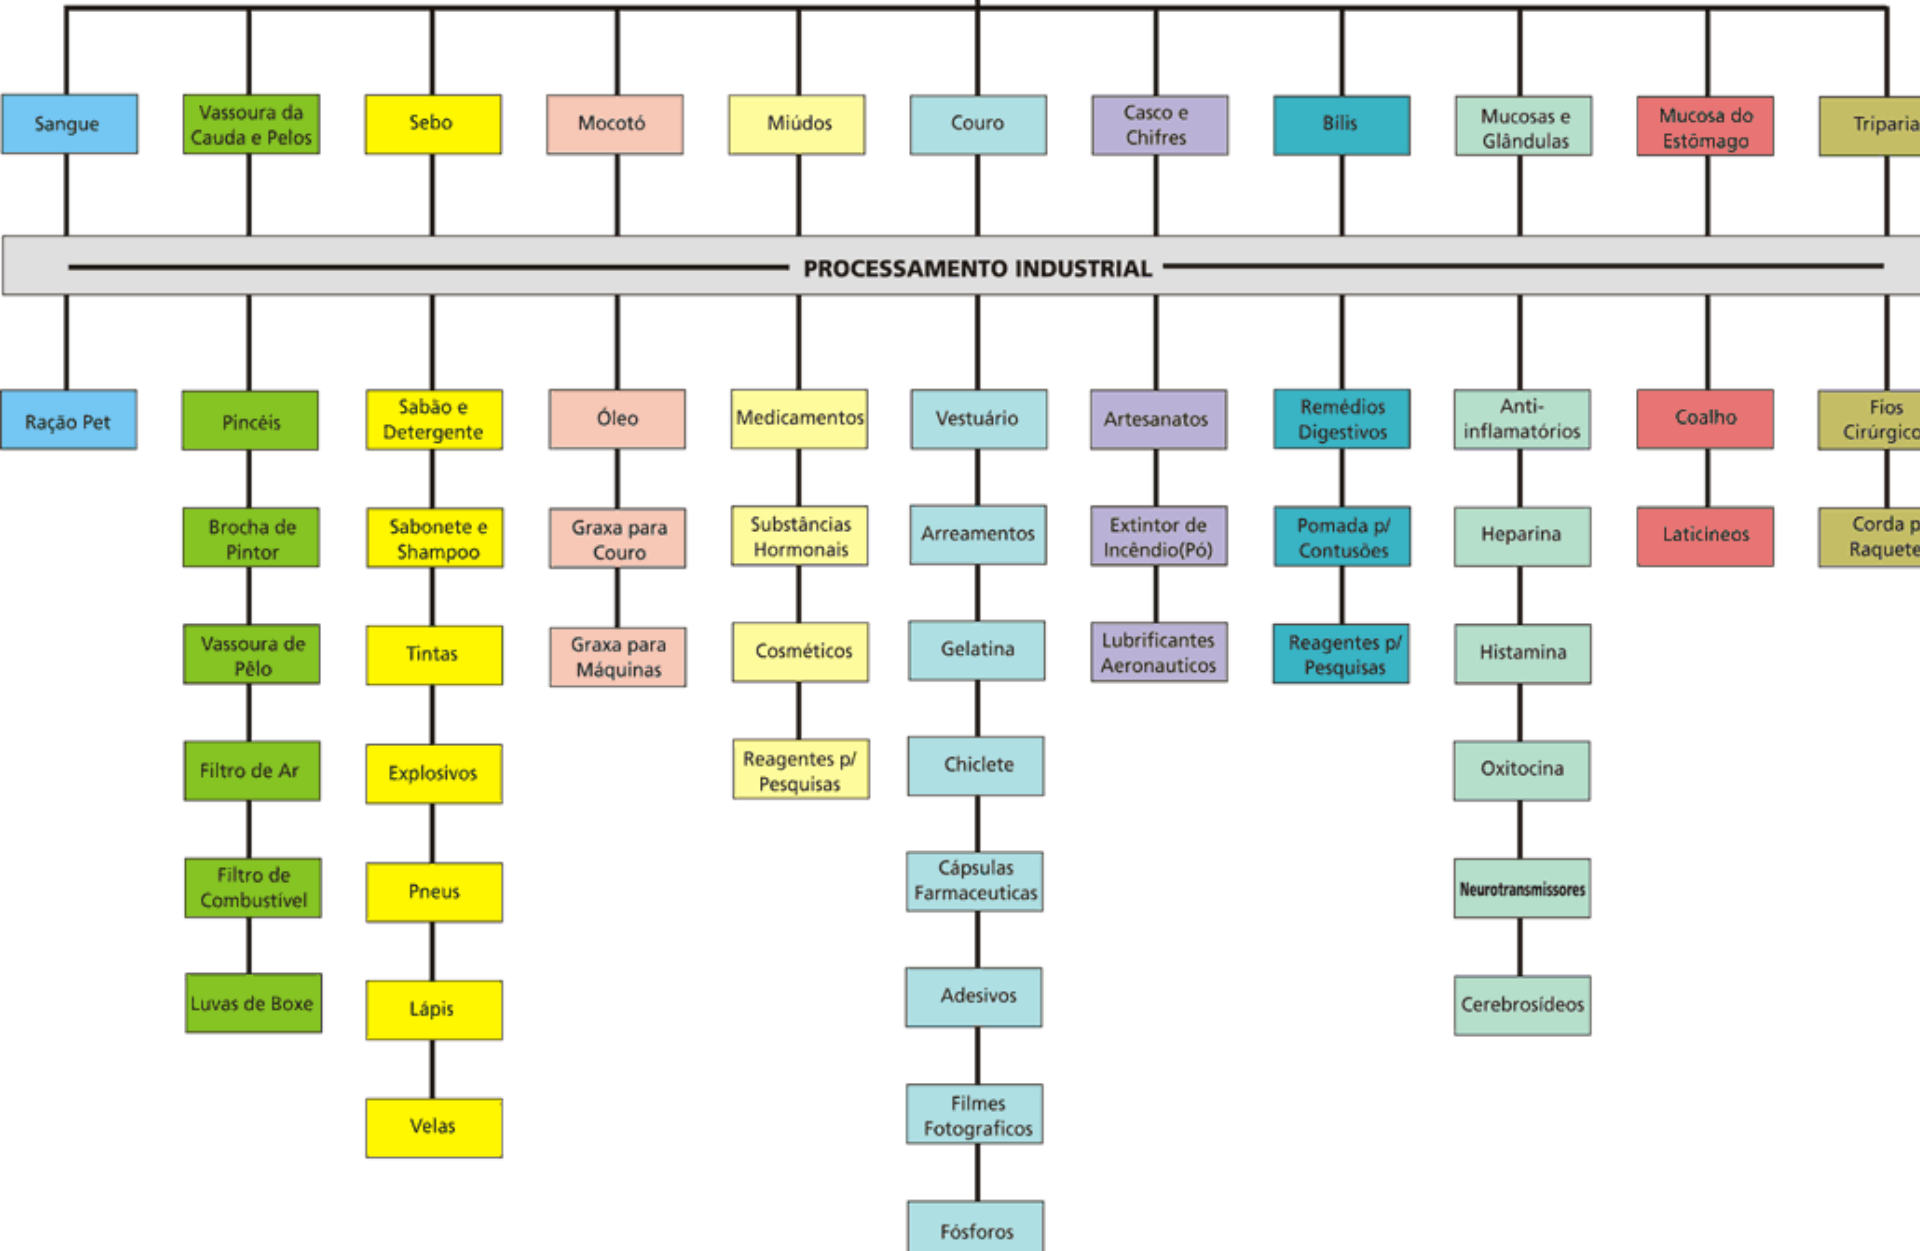 Sangue
Vassoura da
Cauda e Pelos
Sebo
Mocotó
Miúdos
Couro
Casco e
Chifres
Bílis
Mucosas e
Glândulas
Mucosa do
Estômago
Triparia
PROCESSAMENTO INDUSTRIAL
Ração Pet
Pincéis
Brocha de
Pintor
Vassoura de
Pêlo
Filtro de Ar
Filtro de
Combustível
Luvas de Boxe
Sabão e
Detergente
Sabonete e
Shampoo
Tintas
Explosivos
Pneus
Lápis
Velas
Óleo
Graxa para
Couro
Graxa para
Máquinas
Medicamentos
Substâncias
Hormonais
Cosméticos
Reagentes p/
Pesquisas
Vestuário
Arreamentos
Gelatina
Chiclete
Cápsulas
Farmaceuticas
Adesivos
Filmes
Fotograficos
Fósforos
Artesanatos
Extintor de
Incêndio(Pó)
Lubrificantes
Aeronauticos
Remédios
Digestivos
Pomada p/
Contusões
Reagentes p/
Pesquisas
Anti-
inflamatórios
Heparina
Histamina
Oxitocina
Neurotransmissores
Cerebrosídeos
Coalho
Laticineos
Fios
Cirúrgico
Corda p
Raquete